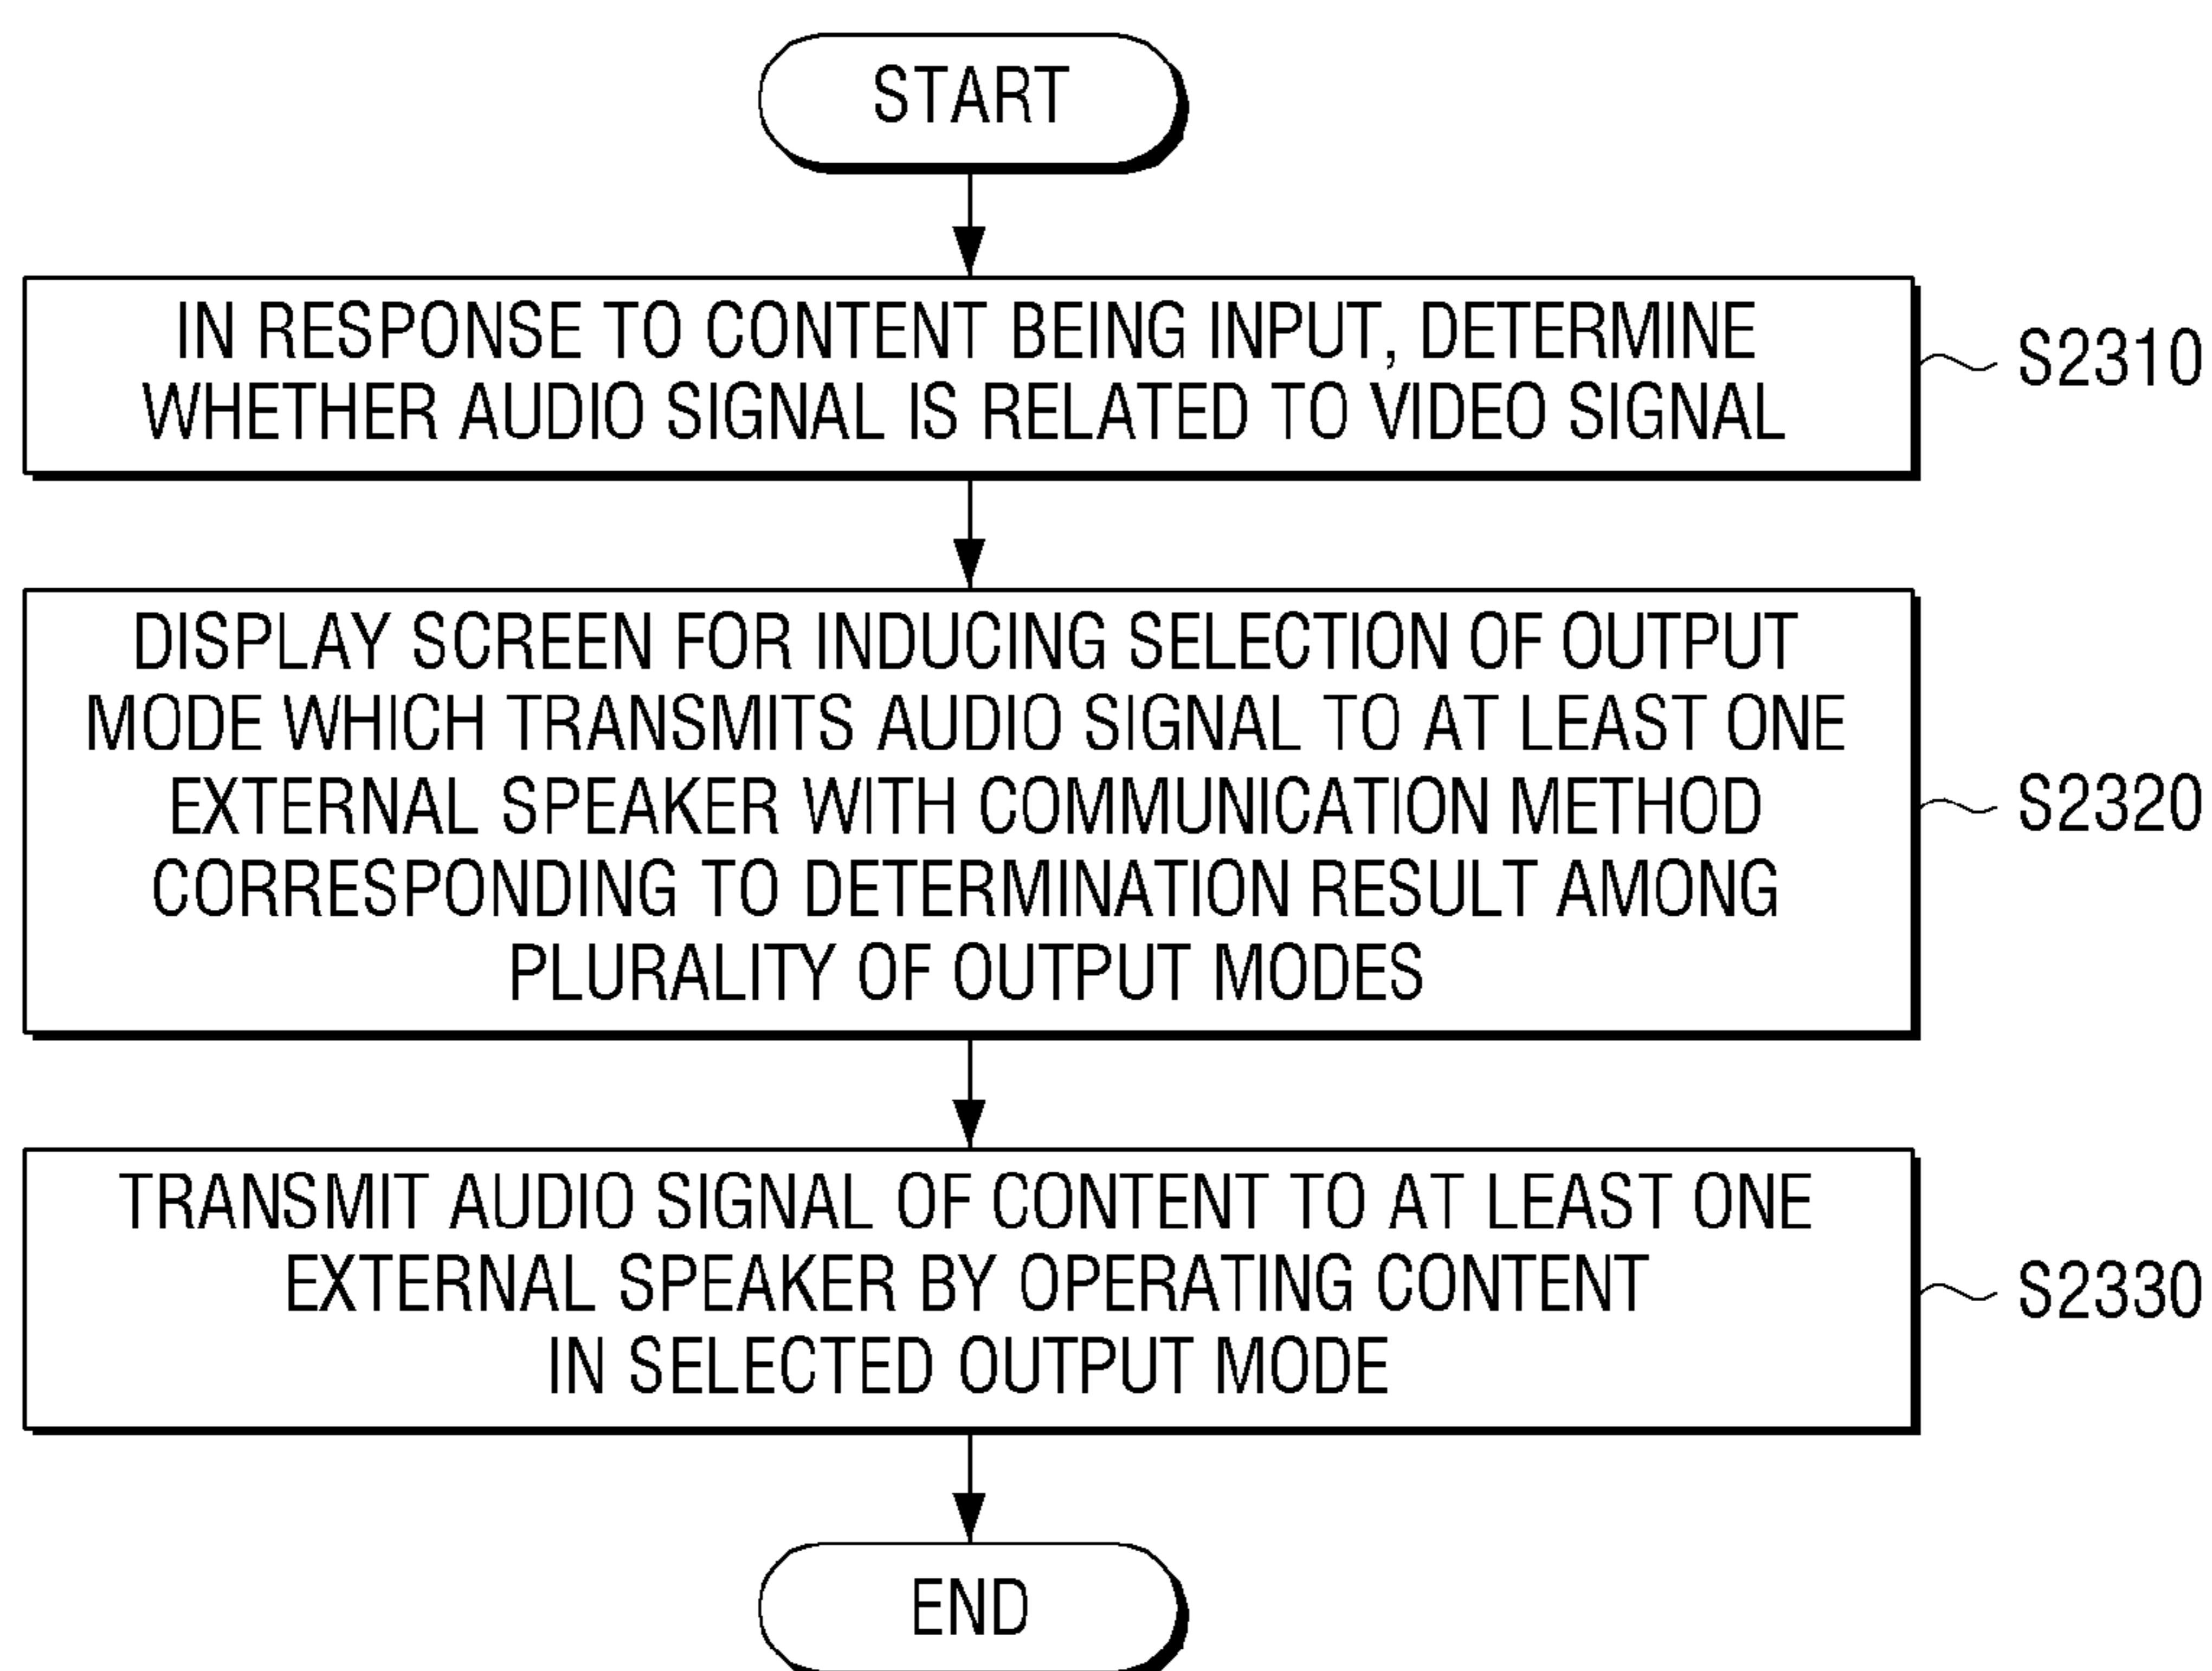 START
IN RESPONSE TO CONTENT BEING INPUT, DETERMINE
WHETHER AUDIO SIGNAL IS RELATED TO VIDEO SIGNAL
S2310
DISPLAY SCREEN FOR INDUCING SELECTION OF OUTPUT
MODE WHICH TRANSMITS AUDIO SIGNAL TO AT LEAST ONE
EXTERNAL SPEAKER WITH COMMUNICATION METHOD
CORRESPONDING TO DETERMINATION RESULT AMONG
PLURALITY OF OUTPUT MODES
S2320
TRANSMIT AUDIO SIGNAL OF CONTENT TO AT LEAST ONE
EXTERNAL SPEAKER BY OPERATING CONTENT
IN SELECTED OUTPUT MODE
S2330
END